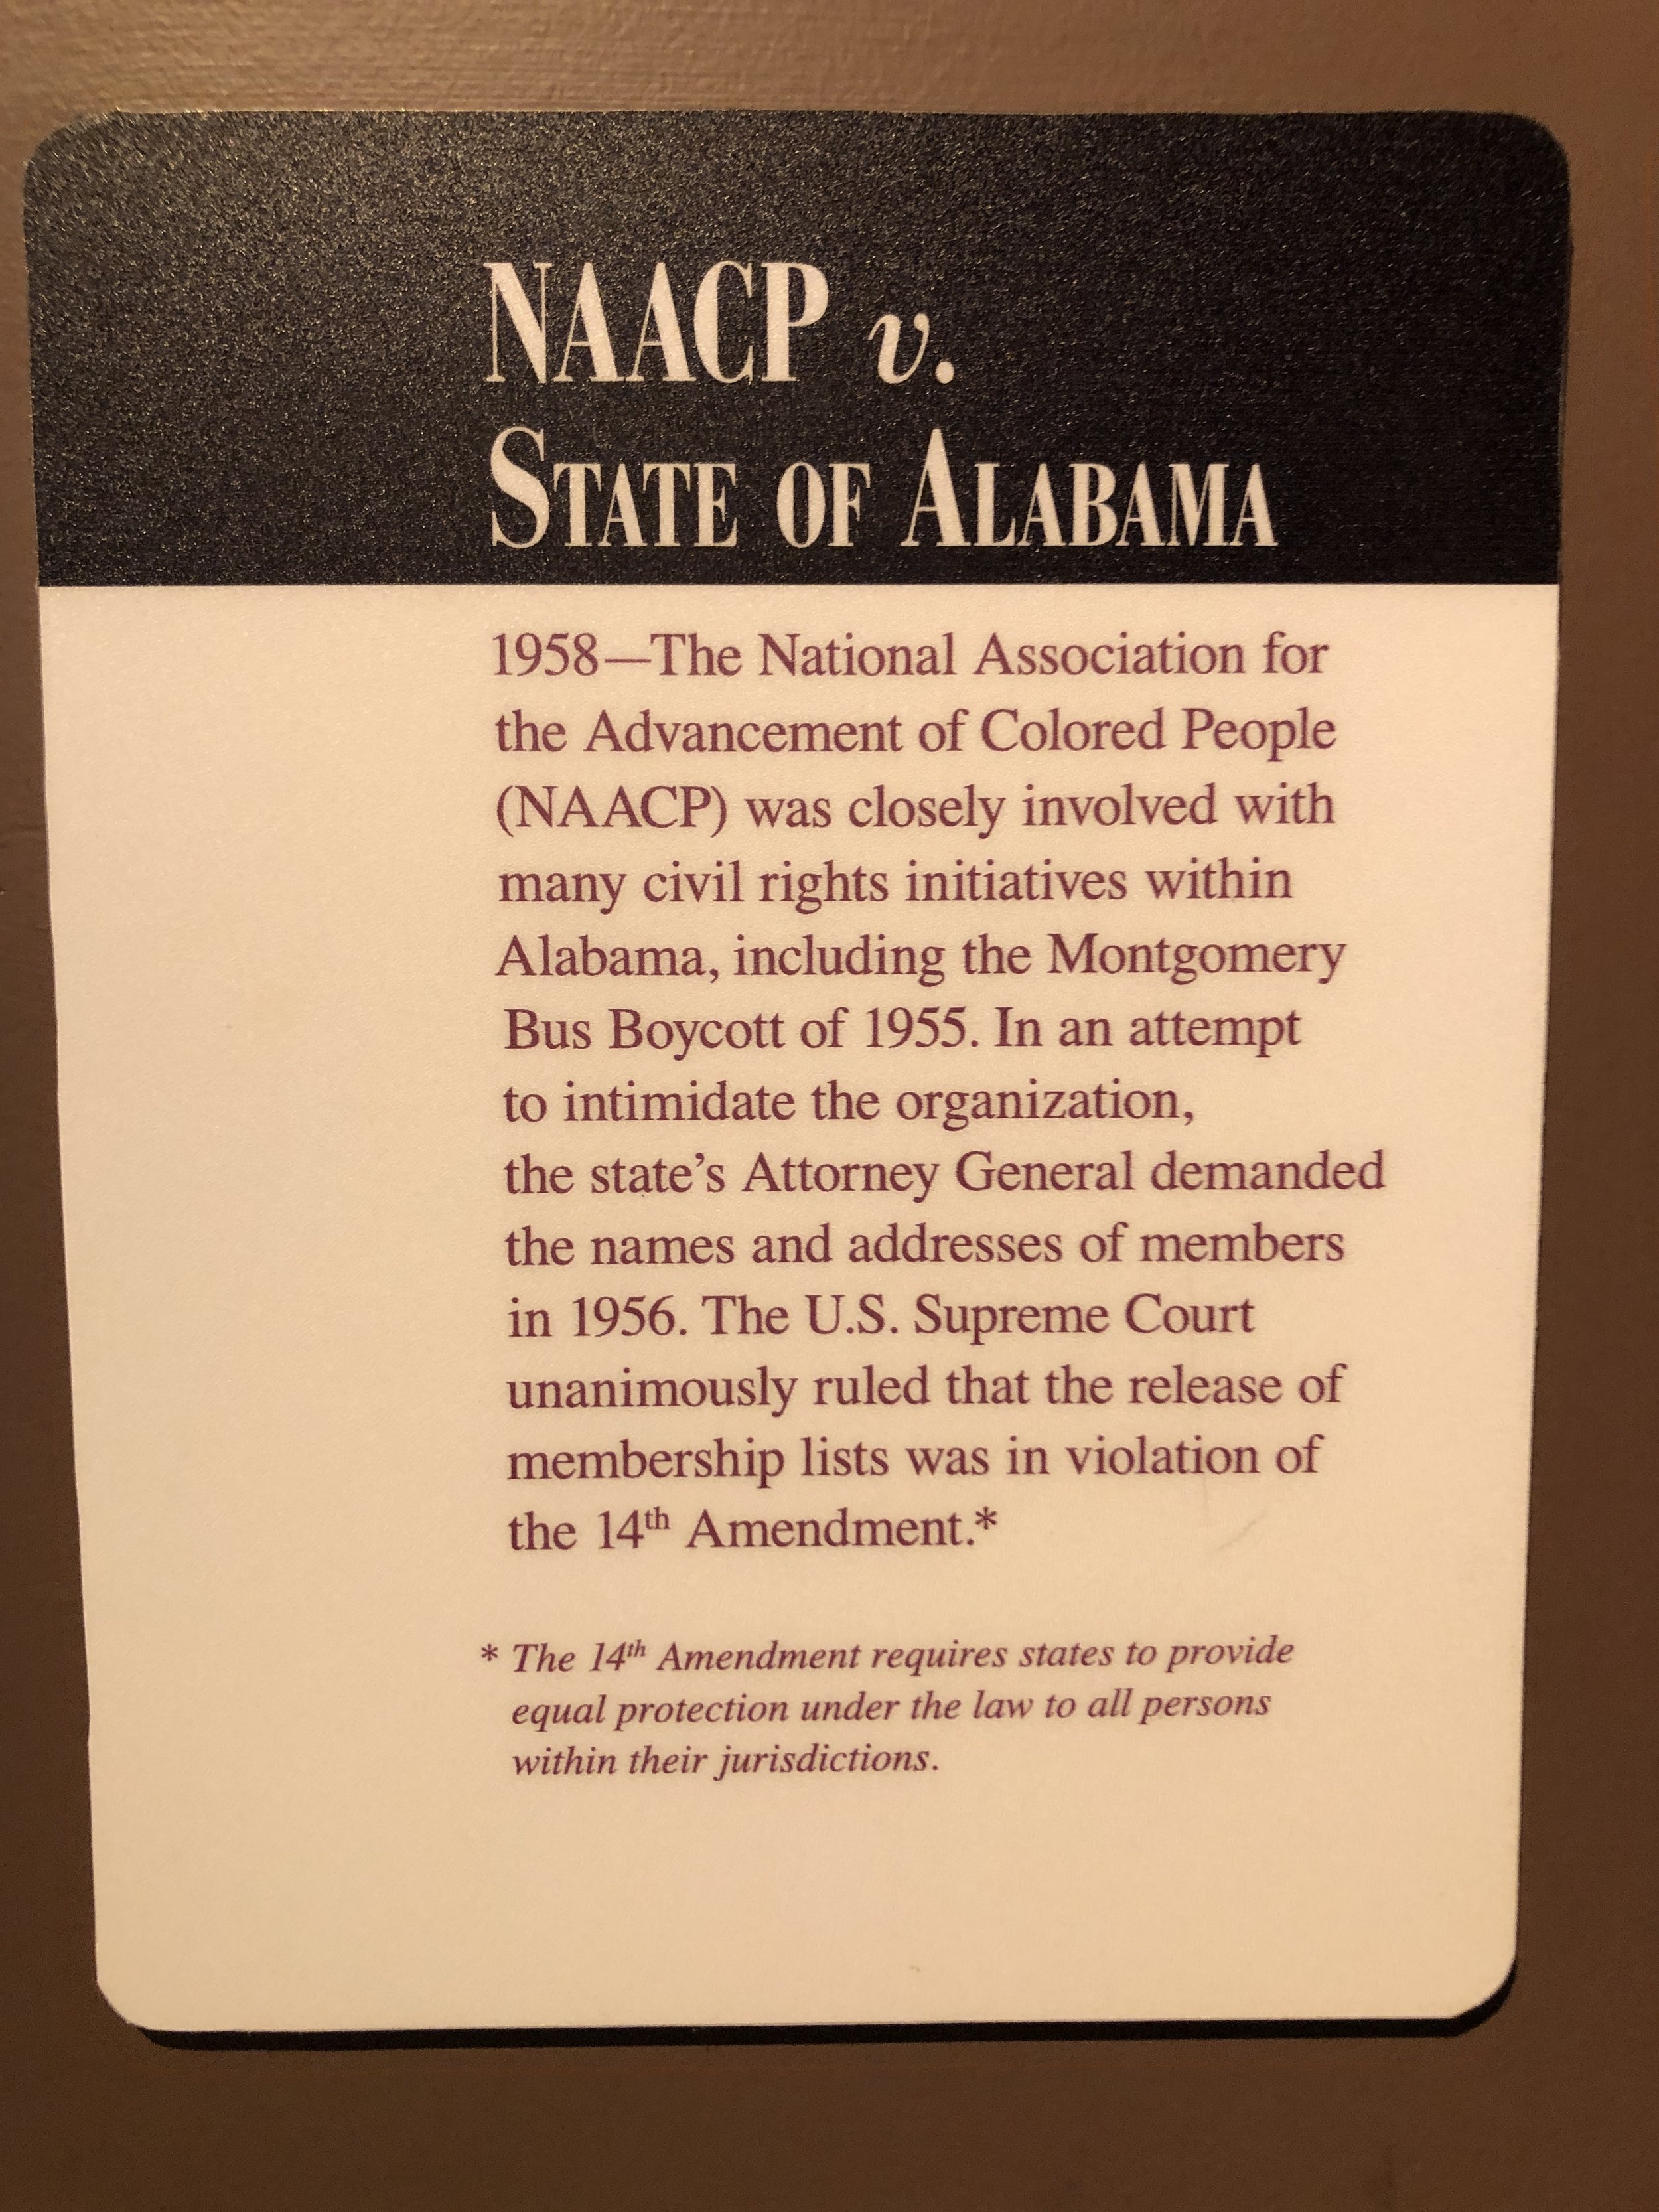 NAACP v.
STATE OF ALABAMA
1958—The National Association for
the Advancement of Colored People
(NAACP) was closely involved with
many civil rights initiatives within
Alabama, including the Montgomery
Bus Boycott of 1955. In an attempt
to intimidate the organization,
the state’s Attorney General demanded
the names and addresses of members
in 1956. The U.S. Supreme Court
unanimously ruled that the release of
membership lists was in violation of
the 14th Amendment.*
* The 14th Amendment requires states to provide
equal protection under the law to all persons
within their jurisdictions.